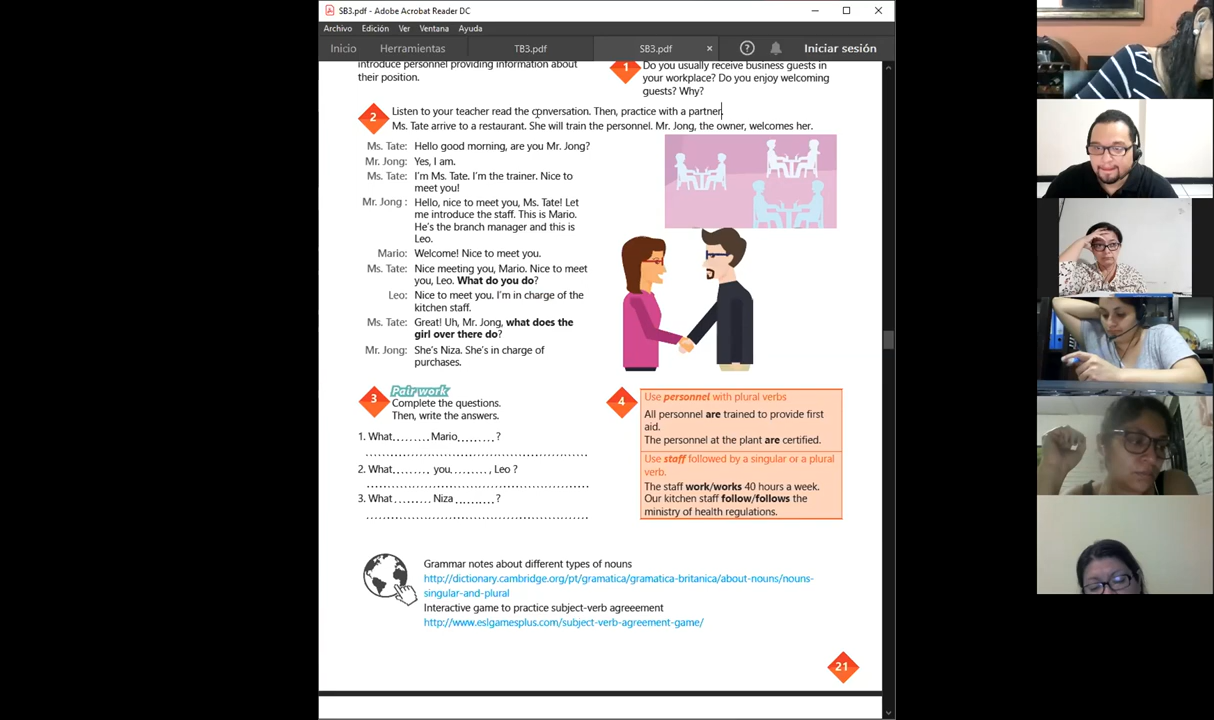 SB3.pdf - Adobe Acrobat Reader DC
Archivo Edición Ver Ventana Ayuda
Inicio Herramientas TB3.pdf SB3.pdf × ? Iniciar sesión
introduce personnel providing information about
their position.
1
Do you usually receive business guests in
your workplace? Do you enjoy welcoming
guests? Why?
2
Listen to your teacher read the conversation. Then, practice with a partner.
Ms. Tate arrive to a restaurant. She will train the personnel. Mr. Jong, the owner, welcomes her.
Ms. Tate: Hello good morning, are you Mr. Jong?
Mr. Jong: Yes, I am.
Ms. Tate: I'm Ms. Tate. I'm the trainer. Nice to
meet you!
Mr. Jong : Hello, nice to meet you, Ms. Tate! Let
me introduce the staff. This is Mario.
He's the branch manager and this is
Leo.
Mario: Welcome! Nice to meet you.
Ms. Tate: Nice meeting you, Mario. Nice to meet
you, Leo. What do you do?
Leo: Nice to meet you. I'm in charge of the
kitchen staff.
Ms. Tate: Great! Uh, Mr. Jong, what does the
girl over there do?
Mr. Jong: She's Niza. She's in charge of
purchases.
3
Pair work
Complete the questions.
Then, write the answers.
1. What......... Mario.........?
2. What......... you........., Leo ?
3. What ......... Niza ..........?
4
Use personnel with plural verbs
All personnel are trained to provide first
aid.
The personnel at the plant are certified.
Use staff followed by a singular or a plural
verb.
The staff work/works 40 hours a week.
Our kitchen staff follow/follows the
ministry of health regulations.
Grammar notes about different types of nouns
http://dictionary.cambridge.org/pt/gramatica/gramatica-britanica/about-nouns/nouns-
singular-and-plural
Interactive game to practice subject-verb agreeement
http://www.eslgamesplus.com/subject-verb-agreement-game/
21